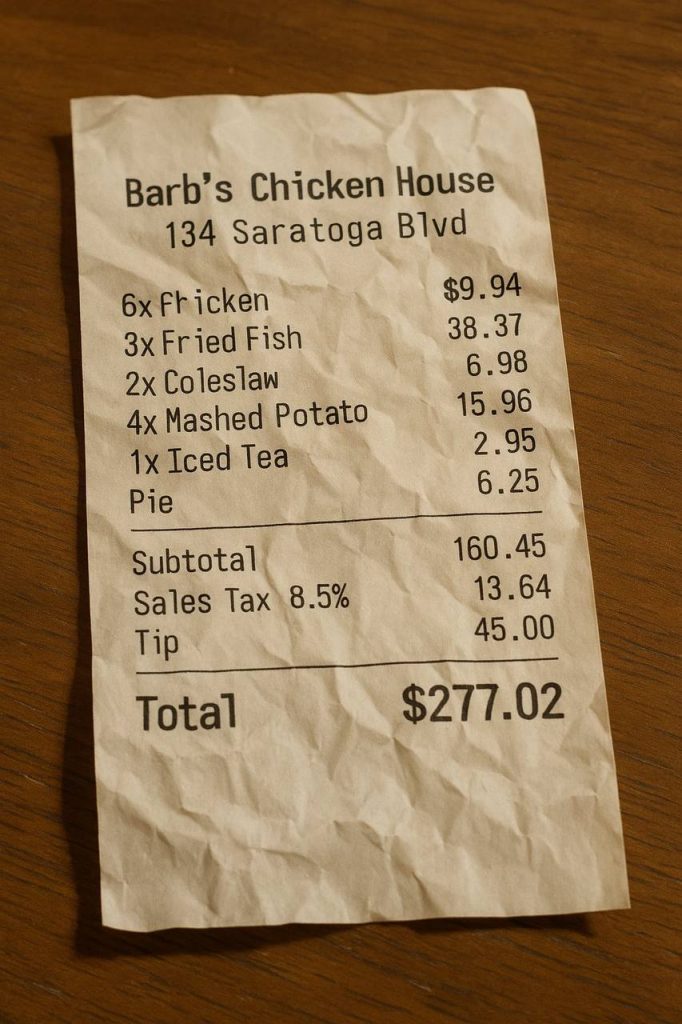 Barb's Chicken House
134 Saratoga Blvd
6x Fhicken $9.94
3x Fried Fish 38.37
2x Coleslaw 6.98
4x Mashed Potato 15.96
1x Iced Tea 2.95
Pie 6.25
Subtotal 160.45
Sales Tax 8.5% 13.64
Tip 45.00
Total $277.02